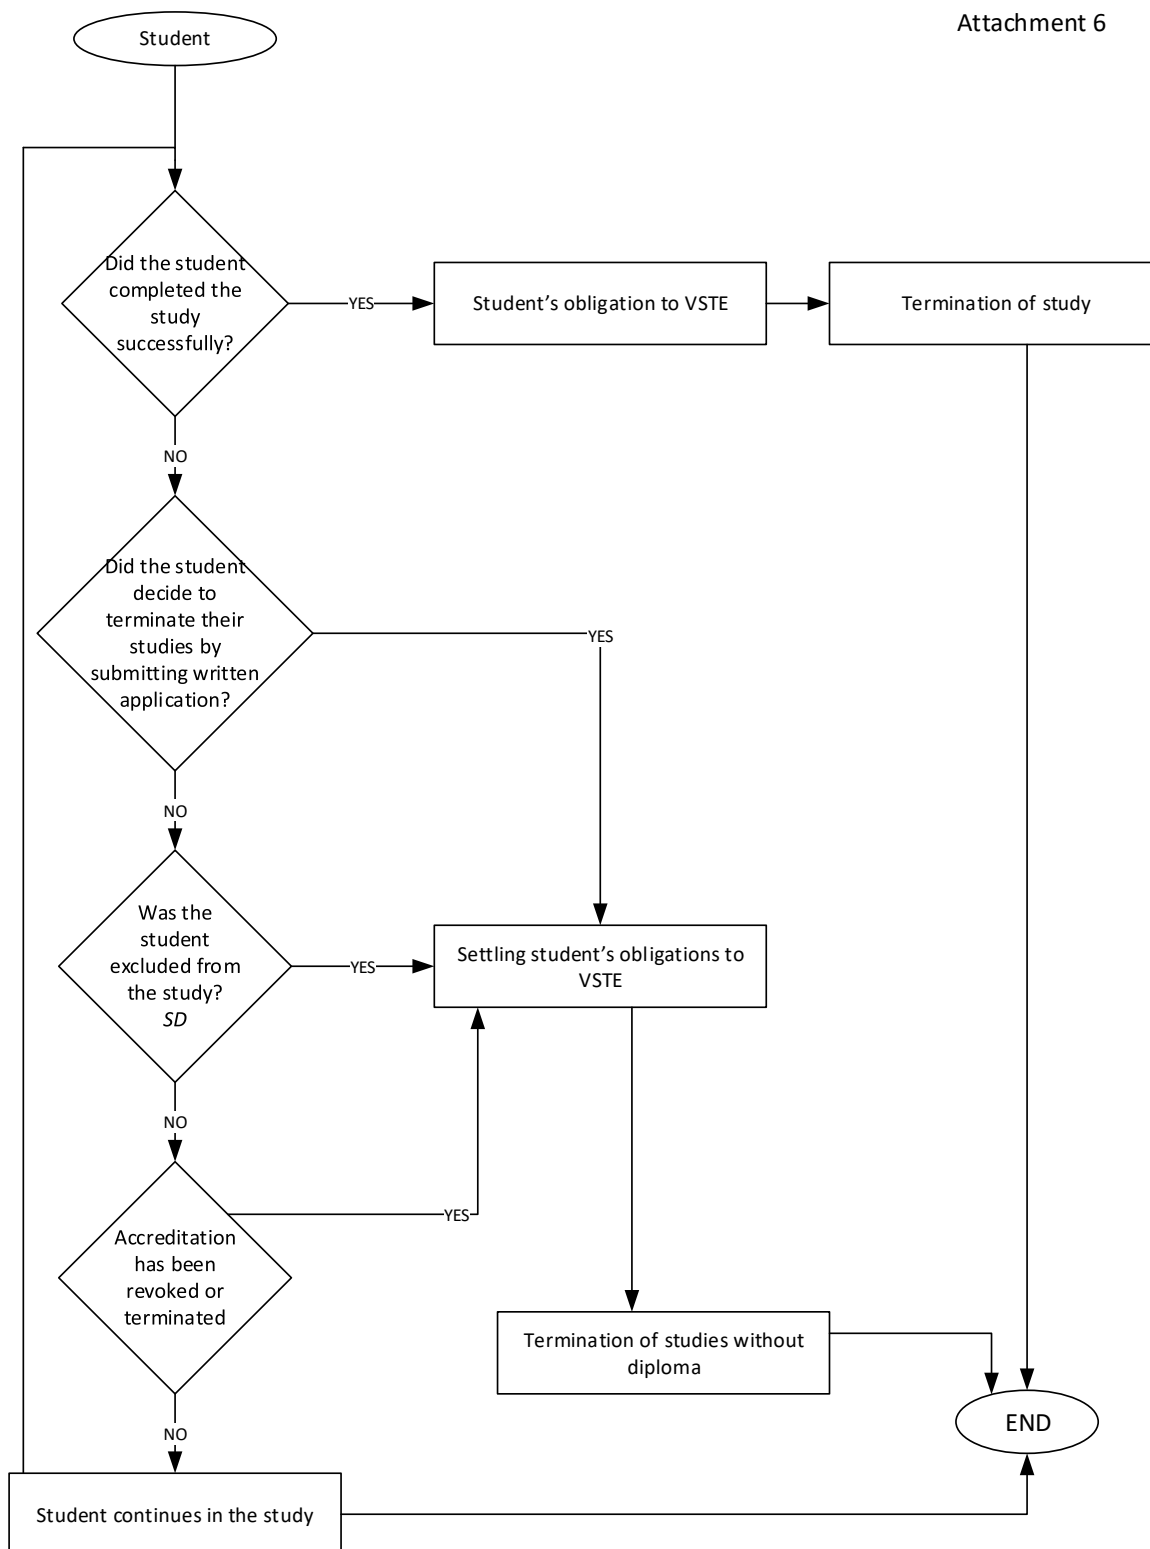 Attachment 6
Student
Did the student
completed the
study
successfully?
YES
Student’s obligation to VSTE
Termination of study
NO
Did the student
decide to
terminate their
studies by
submitting written
application?
YES
NO
Was the
student
excluded from
the study?
SD
YES
Settling student’s obligations to
VSTE
NO
Accreditation
has been
revoked or
terminated
YES
Termination of studies without
diploma
END
NO
Student continues in the study